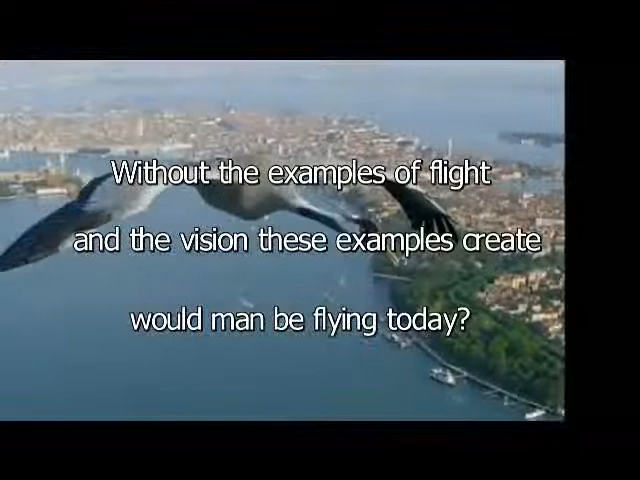 Without the examples of flight
and the vision these examples create
would man be flying today?